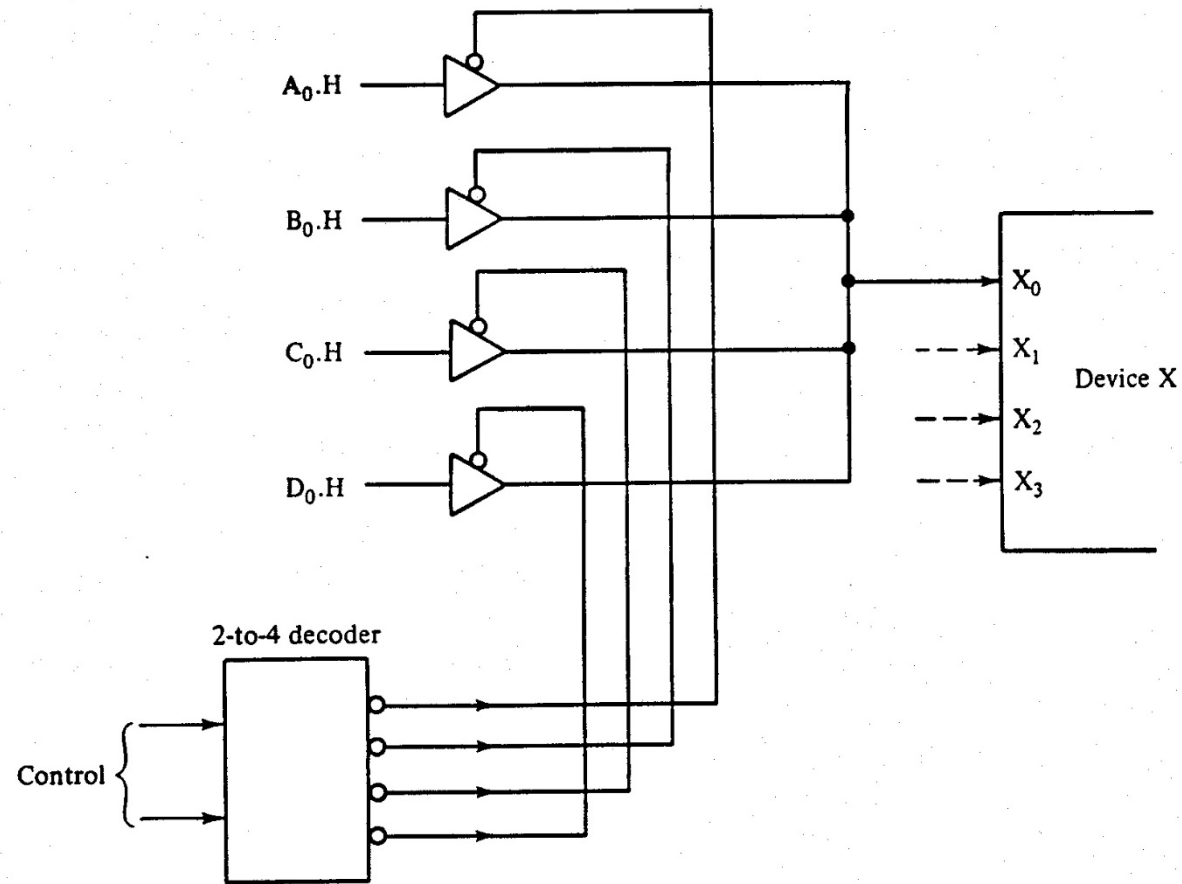 A₀.H
B₀.H
C₀.H
D₀.H
X₀
X₁
X₂
X₃
Device X
2-to-4 decoder
Control